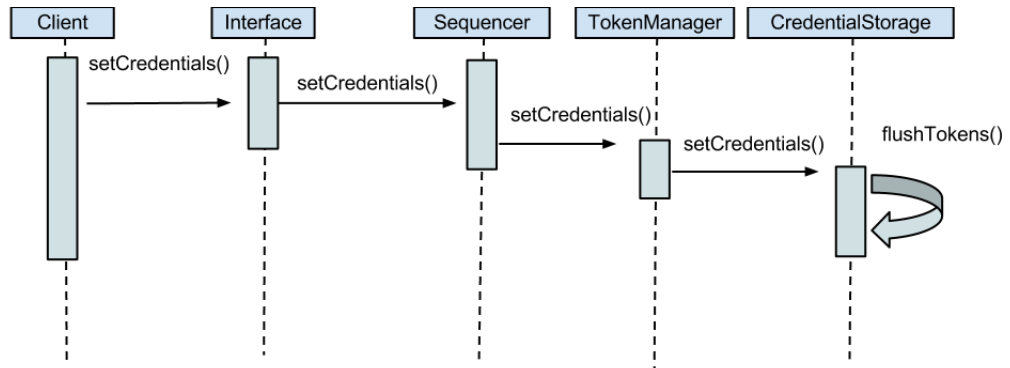 Client
Interface
Sequencer
TokenManager
CredentialStorage
setCredentials()
setCredentials()
setCredentials()
setCredentials()
flushTokens()